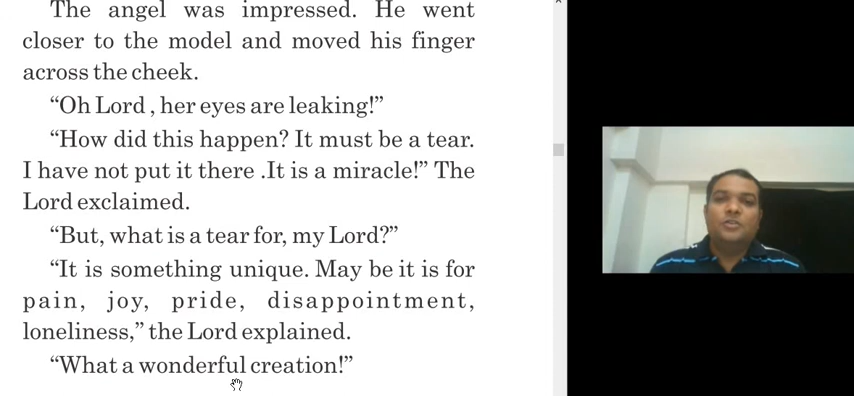 The angel was impressed. He went
closer to the model and moved his finger
across the cheek.
“Oh Lord , her eyes are leaking!”
“How did this happen? It must be a tear.
I have not put it there .It is a miracle!” The
Lord exclaimed.
“But, what is a tear for, my Lord?”
“It is something unique. May be it is for
pain, joy, pride, disappointment,
loneliness,” the Lord explained.
“What a wonderful creation!”